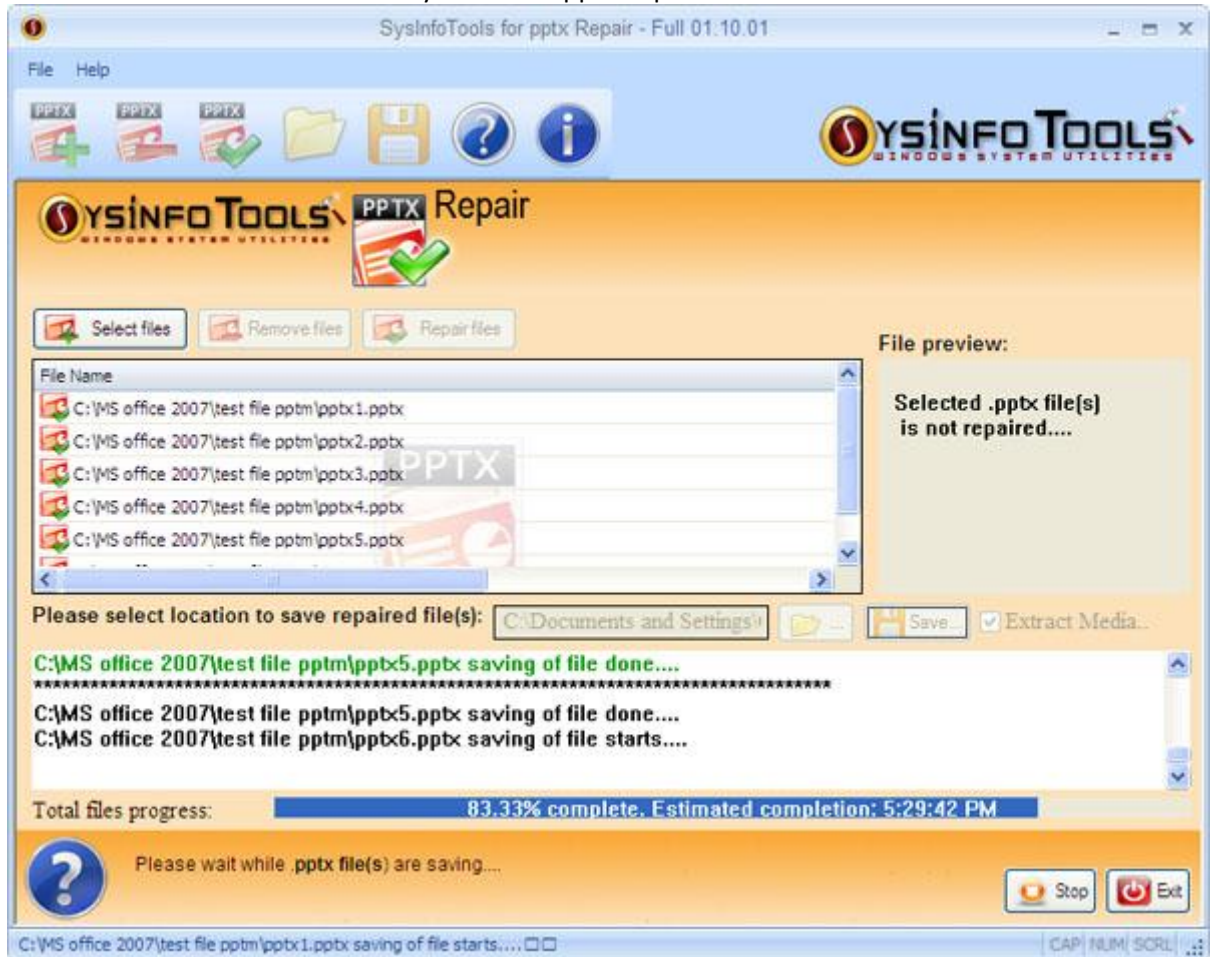 SysInfoTools for pptx Repair - Full 01.10.01
File Help
PPTX PPTX PPTX
SYSINFOTOOLS
WINDOWS SYSTEM UTILITIES
SYSINFOTOOLS PPTX Repair
WINDOWS SYSTEM UTILITIES
Select files Remove files Repair files
File preview:
File Name
Selected .pptx file(s)
is not repaired....
C:\MS office 2007\test file pptm\pptx1.pptx
C:\MS office 2007\test file pptm\pptx2.pptx
C:\MS office 2007\test file pptm\pptx3.pptx
PPTX
C:\MS office 2007\test file pptm\pptx4.pptx
C:\MS office 2007\test file pptm\pptx5.pptx
Please select location to save repaired file(s): C:\Documents and Settings\ ... Save... Extract Media..
C:\MS office 2007\test file pptm\pptx5.pptx saving of file done....
C:\MS office 2007\test file pptm\pptx5.pptx saving of file done....
C:\MS office 2007\test file pptm\pptx6.pptx saving of file starts....
Total files progress: 83.33% complete. Estimated completion: 5:29:42 PM
Please wait while .pptx file(s) are saving....
Stop Exit
C:\MS office 2007\test file pptm\pptx1.pptx saving of file starts....
CAP NUM SCRL